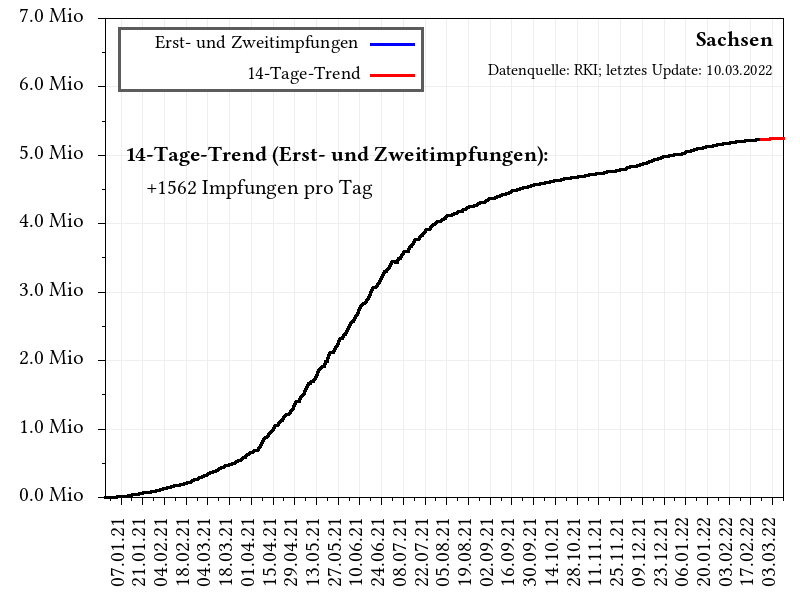 7.0 Mio
6.0 Mio
5.0 Mio
4.0 Mio
3.0 Mio
2.0 Mio
1.0 Mio
0.0 Mio
Erst- und Zweitimpfungen
14-Tage-Trend
Sachsen
Datenquelle: RKI; letztes Update: 10.03.2022
14-Tage-Trend (Erst- und Zweitimpfungen):
+1562 Impfungen pro Tag
07.01.21
21.01.21
04.02.21
18.02.21
04.03.21
18.03.21
01.04.21
15.04.21
29.04.21
13.05.21
27.05.21
10.06.21
24.06.21
08.07.21
22.07.21
05.08.21
19.08.21
02.09.21
16.09.21
30.09.21
14.10.21
28.10.21
11.11.21
25.11.21
09.12.21
23.12.21
06.01.22
20.01.22
03.02.22
17.02.22
03.03.22